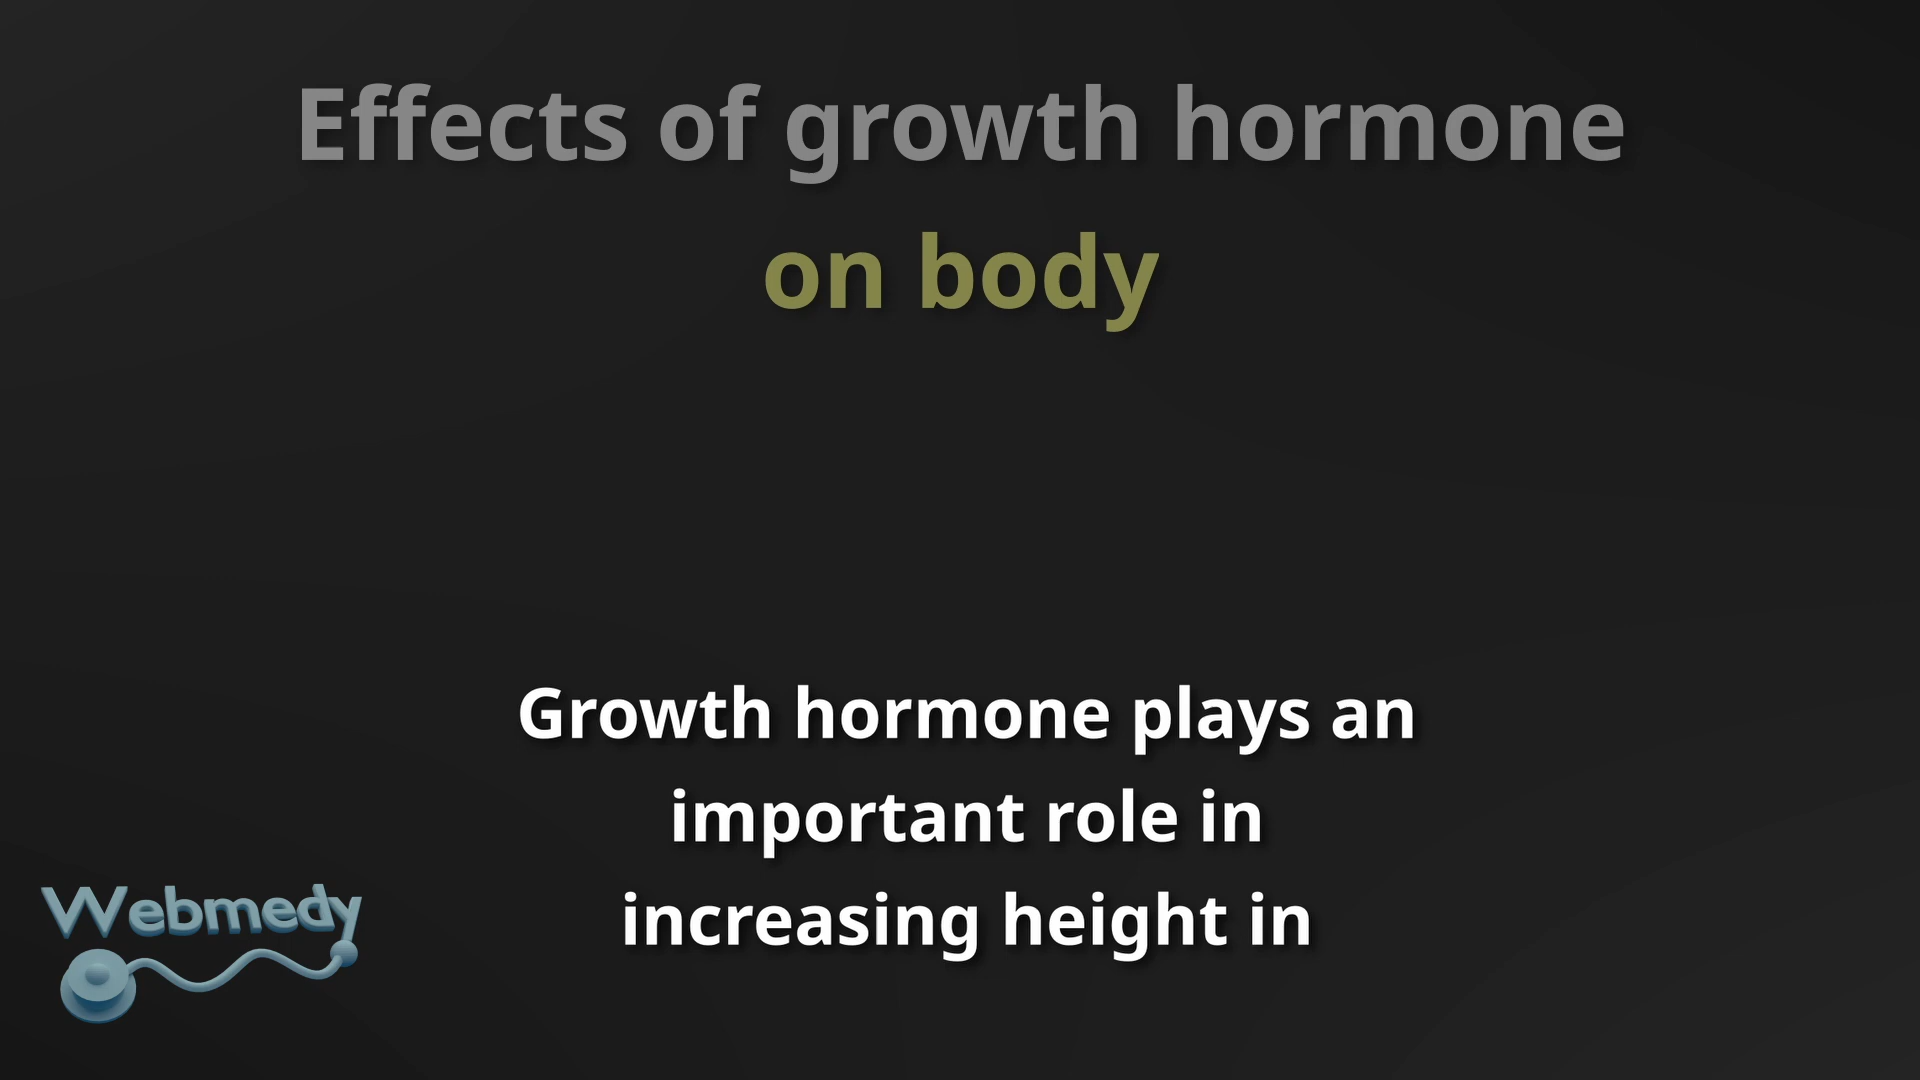 Effects of growth hormone
on body
Growth hormone plays an
important role in
increasing height in
Webmedy